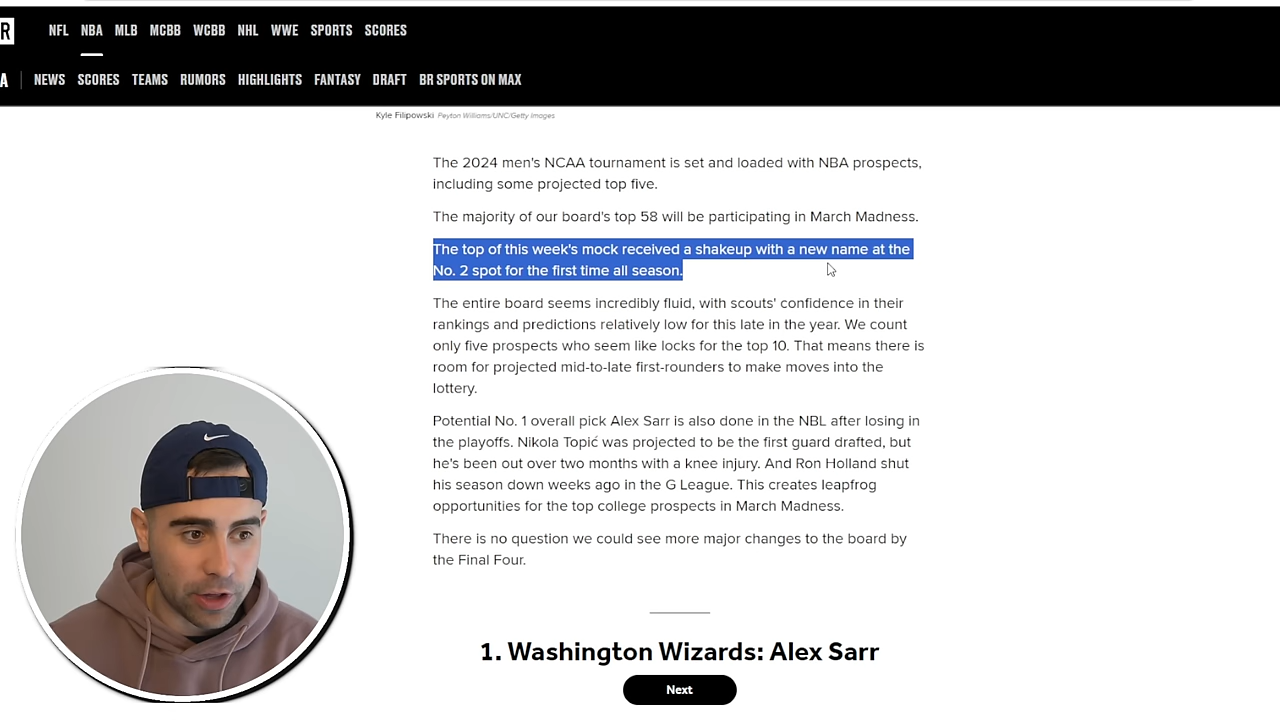 R
NFL NBA MLB MCBB WCBB NHL WWE SPORTS SCORES
A NEWS SCORES TEAMS RUMORS HIGHLIGHTS FANTASY DRAFT BR SPORTS ON MAX
Kyle Filipowski Peyton Williams/UNC/Getty Images
The 2024 men's NCAA tournament is set and loaded with NBA prospects,
including some projected top five.
The majority of our board's top 58 will be participating in March Madness.
The top of this week's mock received a shakeup with a new name at the
No. 2 spot for the first time all season.
The entire board seems incredibly fluid, with scouts' confidence in their
rankings and predictions relatively low for this late in the year. We count
only five prospects who seem like locks for the top 10. That means there is
room for projected mid-to-late first-rounders to make moves into the
lottery.
Potential No. 1 overall pick Alex Sarr is also done in the NBL after losing in
the playoffs. Nikola Topić was projected to be the first guard drafted, but
he's been out over two months with a knee injury. And Ron Holland shut
his season down weeks ago in the G League. This creates leapfrog
opportunities for the top college prospects in March Madness.
There is no question we could see more major changes to the board by
the Final Four.
1. Washington Wizards: Alex Sarr
Next